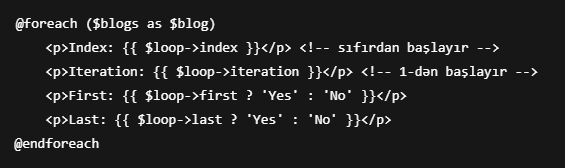 @foreach ($blogs as $blog)
    <p>Index: {{ $loop->index }}</p> <!-- sıfırdan başlayır -->
    <p>Iteration: {{ $loop->iteration }}</p> <!-- 1-dən başlayır -->
    <p>First: {{ $loop->first ? 'Yes' : 'No' }}</p>
    <p>Last: {{ $loop->last ? 'Yes' : 'No' }}</p>
@endforeach